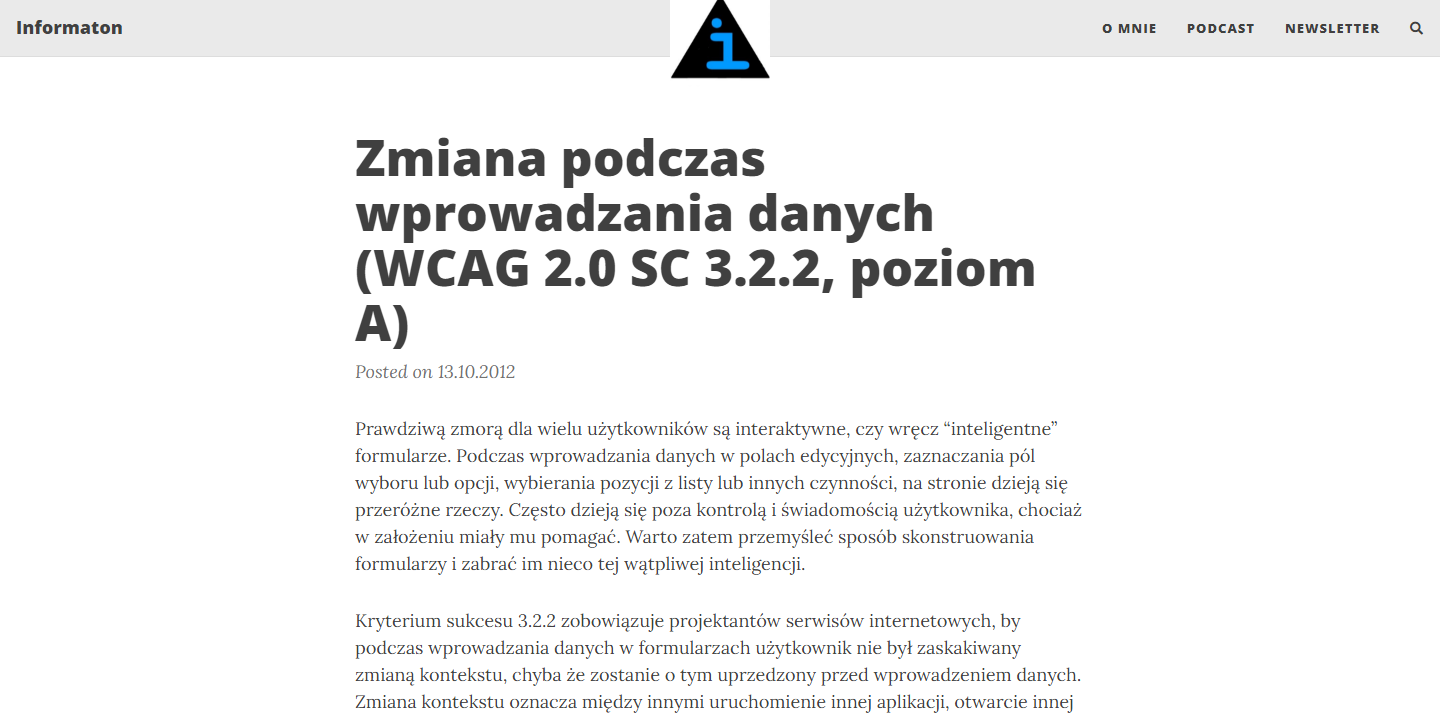 Informaton
i
O MNIE
PODCAST
NEWSLETTER
Zmiana podczas
wprowadzania danych
(WCAG 2.0 SC 3.2.2, poziom
A)
Posted on 13.10.2012
Prawdziwą zmorą dla wielu użytkowników są interaktywne, czy wręcz “inteligentne”
formularze. Podczas wprowadzania danych w polach edycyjnych, zaznaczania pól
wyboru lub opcji, wybierania pozycji z listy lub innych czynności, na stronie dzieją się
przeróżne rzeczy. Często dzieją się poza kontrolą i świadomością użytkownika, chociaż
w założeniu miały mu pomagać. Warto zatem przemyśleć sposób skonstruowania
formularzy i zabrać im nieco tej wątpliwej inteligencji.
Kryterium sukcesu 3.2.2 zobowiązuje projektantów serwisów internetowych, by
podczas wprowadzania danych w formularzach użytkownik nie był zaskakiwany
zmianą kontekstu, chyba że zostanie o tym uprzedzony przed wprowadzeniem danych.
Zmiana kontekstu oznacza między innymi uruchomienie innej aplikacji, otwarcie innej